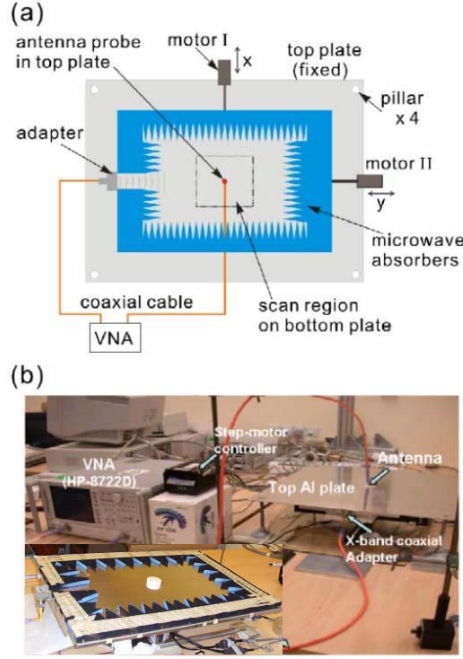 (a)
motor I
x
antenna probe
in top plate
top plate
(fixed)
pillar
x 4
adapter
motor II
y
microwave
absorbers
coaxial cable
scan region
on bottom plate
VNA
(b)
Step-motor
controller
VNA
(HP-8722D)
Antenna
Top Al plate
X-band coaxial
Adapter